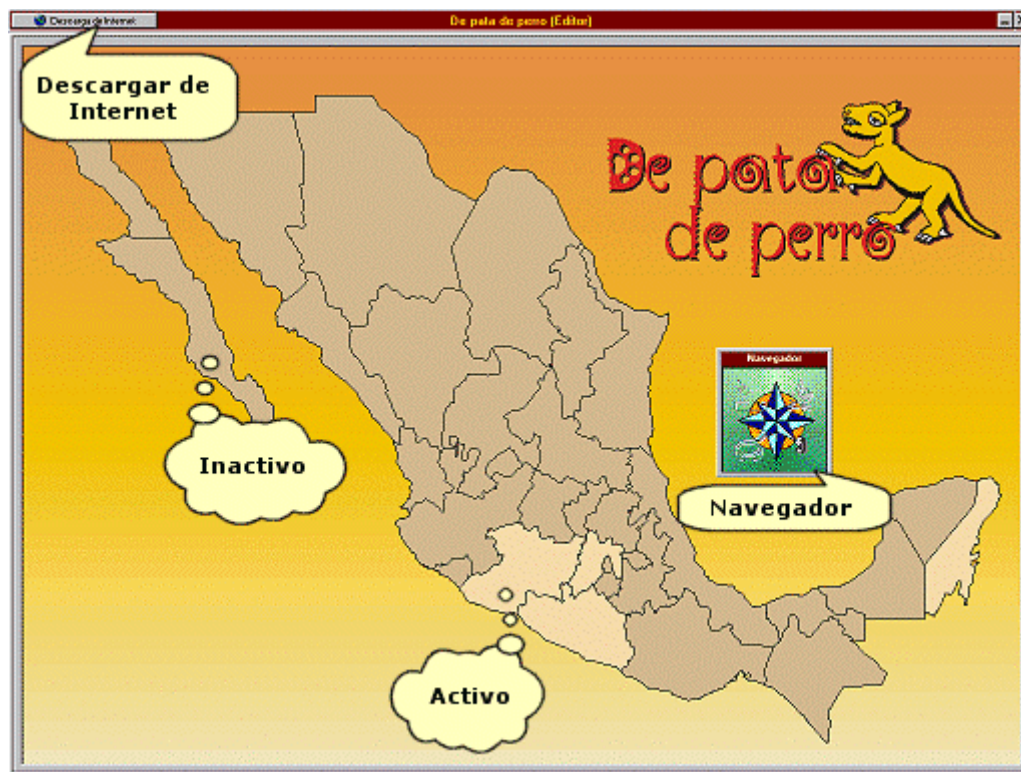 Descarga de Internet
De pata de perro (Editor)
Descargar de
Internet
De pata
de perro
Navegador
Inactivo
Navegador
Activo